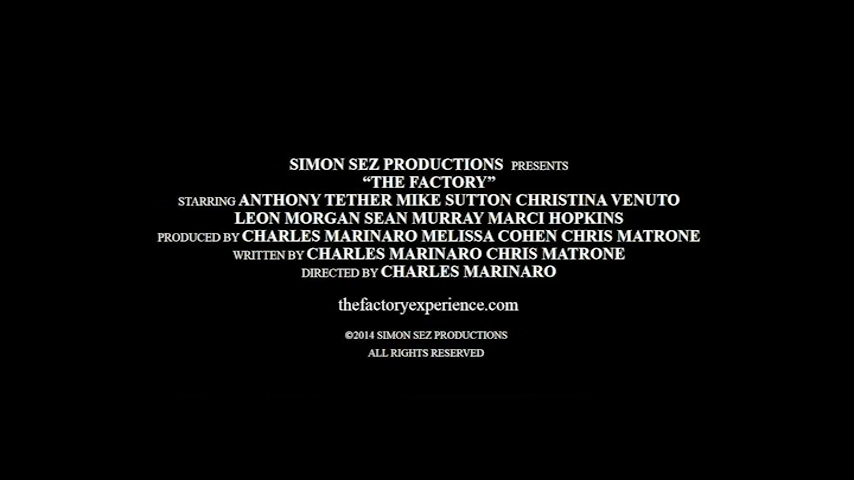 SIMON SEZ PRODUCTIONS PRESENTS
“THE FACTORY”
STARRING ANTHONY TETHER MIKE SUTTON CHRISTINA VENUTO
LEON MORGAN SEAN MURRAY MARCI HOPKINS
PRODUCED BY CHARLES MARINARO MELISSA COHEN CHRIS MATRONE
WRITTEN BY CHARLES MARINARO CHRIS MATRONE
DIRECTED BY CHARLES MARINARO
thefactoryexperience.com
©2014 SIMON SEZ PRODUCTIONS
ALL RIGHTS RESERVED